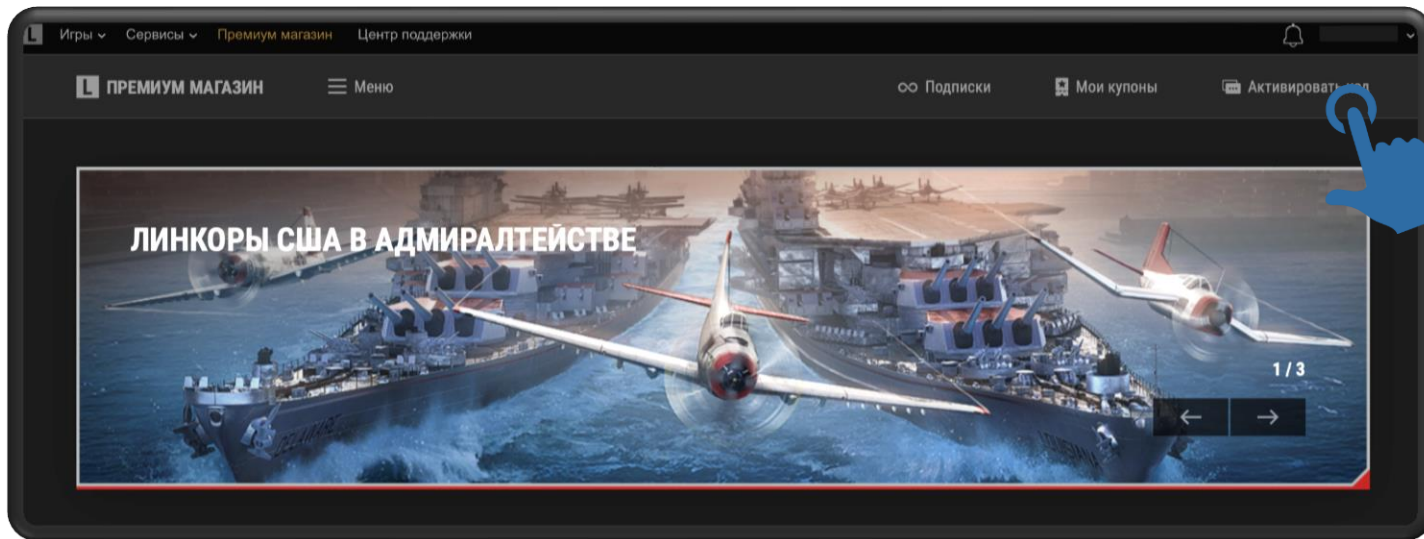 L Игры Сервисы Премиум магазин Центр поддержки
L ПРЕМИУМ МАГАЗИН Меню Подписки Мои купоны Активировать код
ЛИНКОРЫ США В АДМИРАЛТЕЙСТВЕ
1 / 3